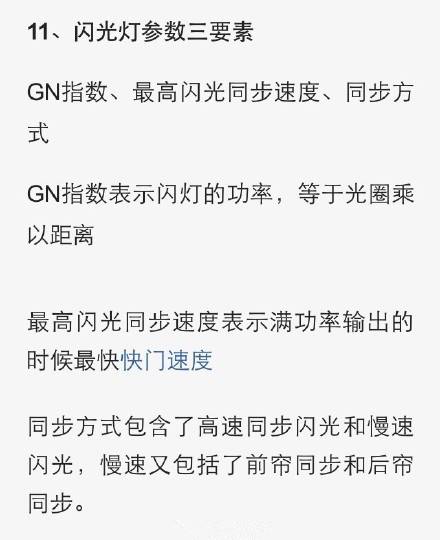 11、闪光灯参数三要素
GN指数、最高闪光同步速度、同步方
式
GN指数表示闪灯的功率，等于光圈乘
以距离
最高闪光同步速度表示满功率输出的
时候最快快门速度
同步方式包含了高速同步闪光和慢速
闪光，慢速又包括了前帘同步和后帘
同步。